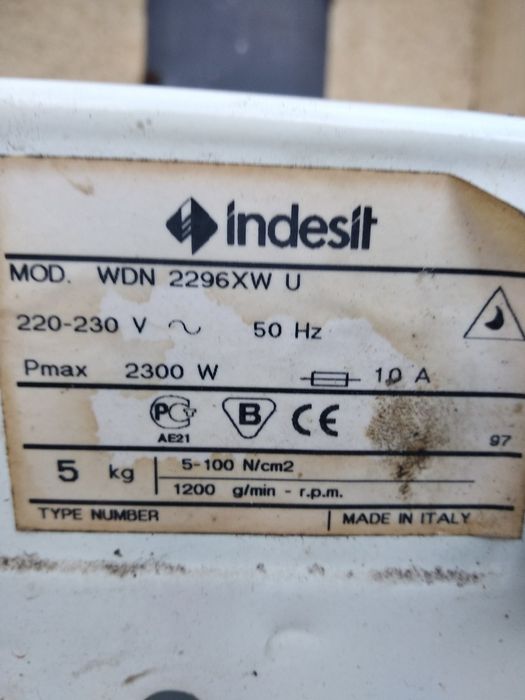 indesit
MOD. WDN 2296XW U
220-230 V ~ 50 Hz
Pmax 2300 W 10 A
PC B CE
AE21
97
5 kg 5-100 N/cm2
1200 g/min - r.p.m.
TYPE NUMBER MADE IN ITALY